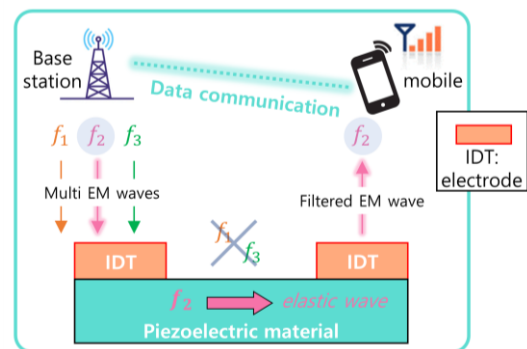 Base
station
Data communication
mobile
f₁ f₂ f₃
f₂
Multi EM waves
Filtered EM wave
IDT:
electrode
f₁
f₃
IDT
IDT
f₂
elastic wave
Piezoelectric material